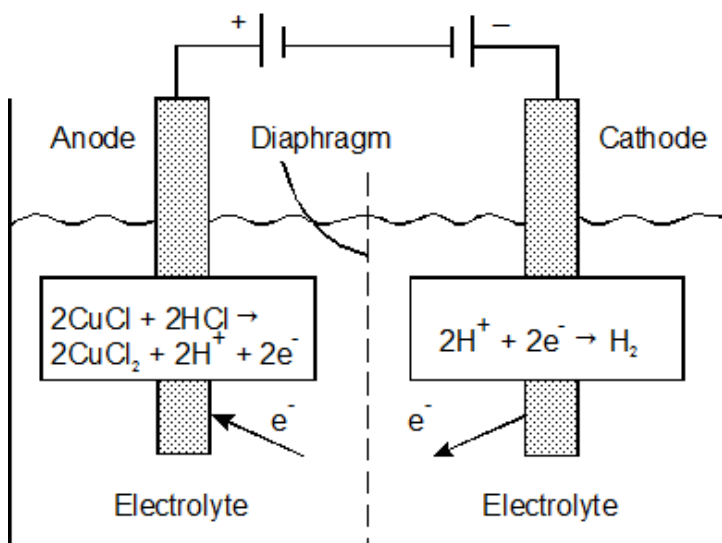 + −
Anode Diaphragm Cathode
2CuCl + 2HCl →
2CuCl₂ + 2H⁺ + 2e⁻
2H⁺ + 2e⁻ → H₂
e⁻ e⁻
Electrolyte Electrolyte